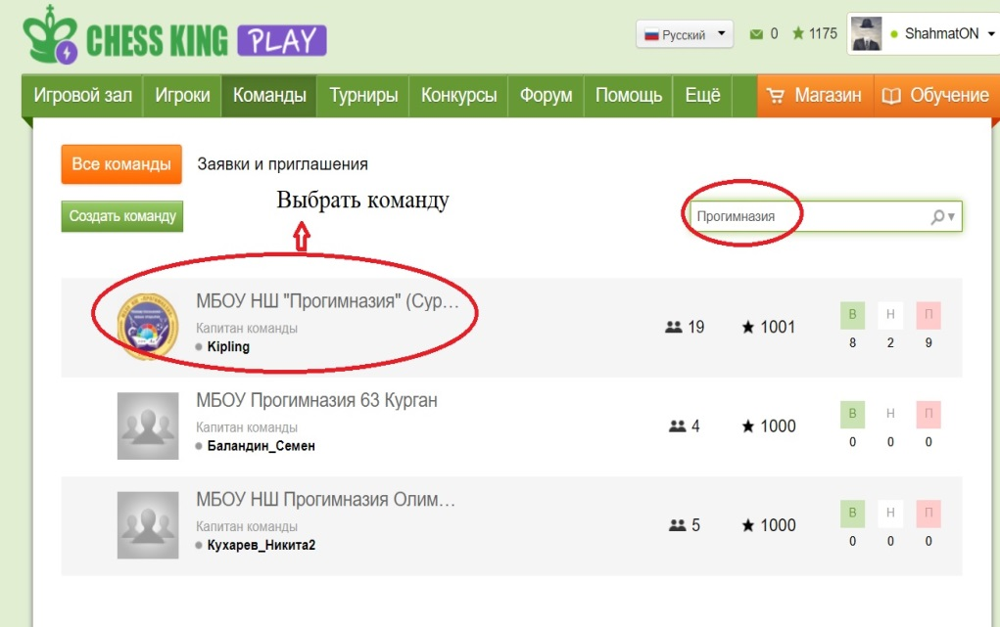 CHESS KING PLAY
Русский
0
1175
ShahmatON
Игровой зал
Игроки
Команды
Турниры
Конкурсы
Форум
Помощь
Ещё
Магазин
Обучение
Все команды
Заявки и приглашения
Выбрать команду
Создать команду
Прогимназия
МБОУ НШ "Прогимназия" (Сур...
Капитан команды
Kipling
19
1001
В Н П
8 2 9
МБОУ Прогимназия 63 Курган
Капитан команды
Баландин_Семен
4
1000
В Н П
0 0 0
МБОУ НШ Прогимназия Олим...
Капитан команды
Кухарев_Никита2
5
1000
В Н П
0 0 0